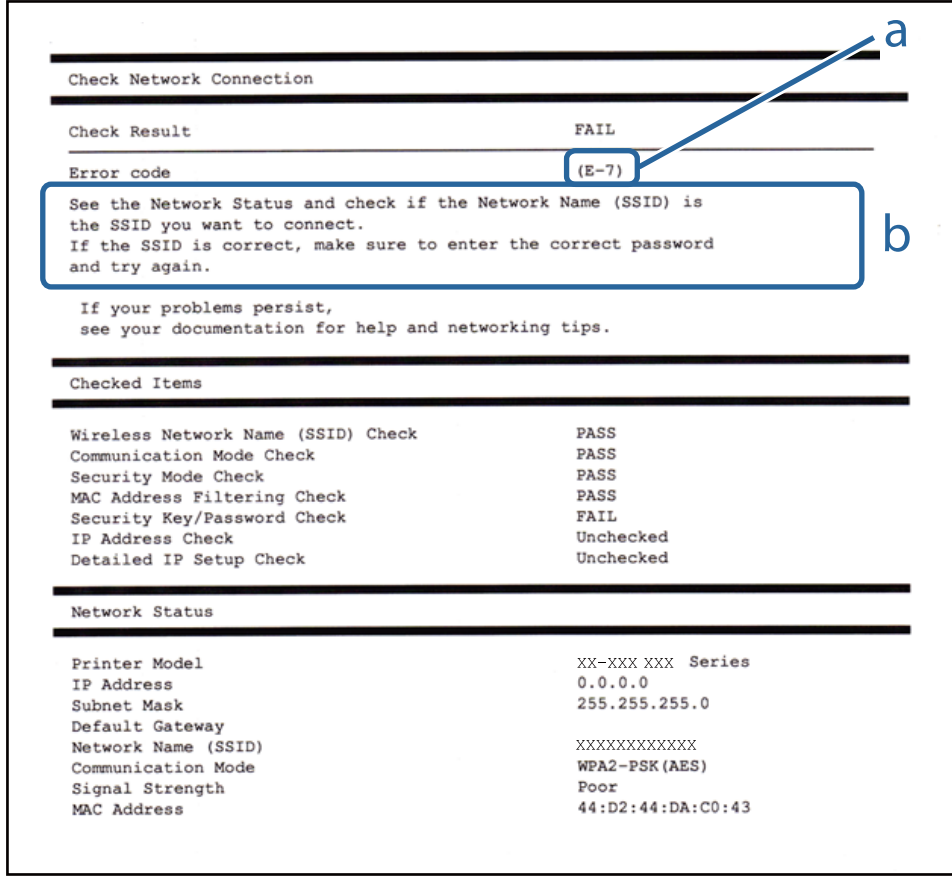 a
Check Network Connection
Check Result FAIL
Error code (E-7)
See the Network Status and check if the Network Name (SSID) is
the SSID you want to connect.
If the SSID is correct, make sure to enter the correct password
and try again.
b
If your problems persist,
see your documentation for help and networking tips.
Checked Items
Wireless Network Name (SSID) Check PASS
Communication Mode Check PASS
Security Mode Check PASS
MAC Address Filtering Check PASS
Security Key/Password Check FAIL
IP Address Check Unchecked
Detailed IP Setup Check Unchecked
Network Status
Printer Model XX-XXX XXX Series
IP Address 0.0.0.0
Subnet Mask 255.255.255.0
Default Gateway
Network Name (SSID) XXXXXXXXXXXX
Communication Mode WPA2-PSK(AES)
Signal Strength Poor
MAC Address 44:D2:44:DA:C0:43